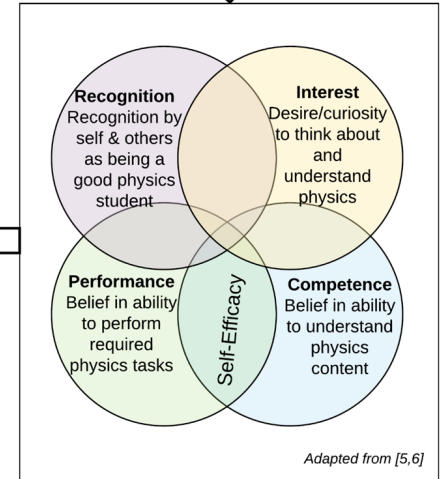 Recognition
Recognition by
self & others
as being a
good physics
student
Interest
Desire/curiosity
to think about
and
understand
physics
Performance
Belief in ability
to perform
required
physics tasks
Self-Efficacy
Competence
Belief in ability
to understand
physics
content
Adapted from [5,6]